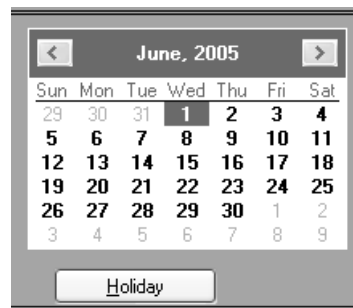 < June, 2005 >
Sun Mon Tue Wed Thu Fri Sat
29 30 31 1 2 3 4
5 6 7 8 9 10 11
12 13 14 15 16 17 18
19 20 21 22 23 24 25
26 27 28 29 30 1 2
3 4 5 6 7 8 9
Holiday